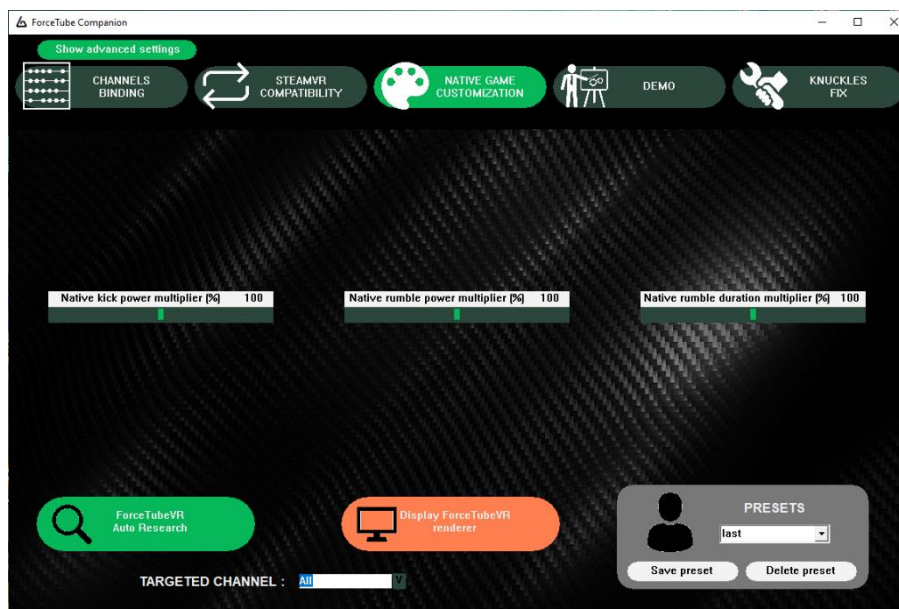 ForceTube Companion
Show advanced settings
CHANNELS
BINDING
STEAMVR
COMPATIBILITY
NATIVE GAME
CUSTOMIZATION
DEMO
KNUCKLES
FIX
Native kick power multiplier (%) 100
Native rumble power multiplier (%) 100
Native rumble duration multiplier (%) 100
ForceTubeVR
Auto Research
Display ForceTubeVR
renderer
PRESETS
last
Save preset
Delete preset
TARGETED CHANNEL : All V